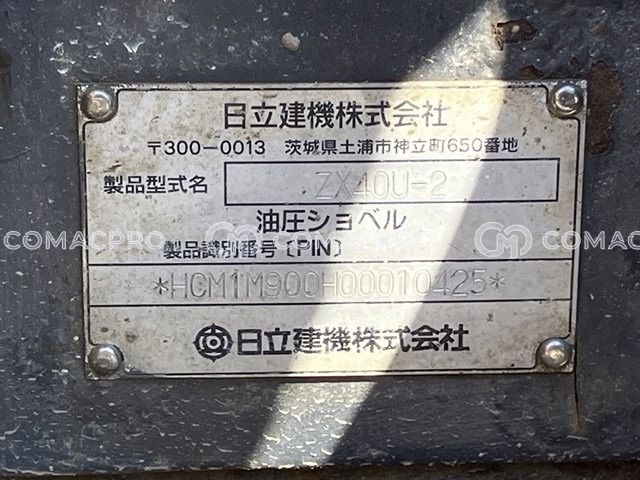 日立建機株式会社
〒300-0013 茨城県土浦市神立町650番地
製品型式名 ZX40U-2
油圧ショベル
製品識別番号〔PIN〕
*HCM1M900H00010425*
日立建機株式会社
COMACPRO COMACPRO COMACPRO